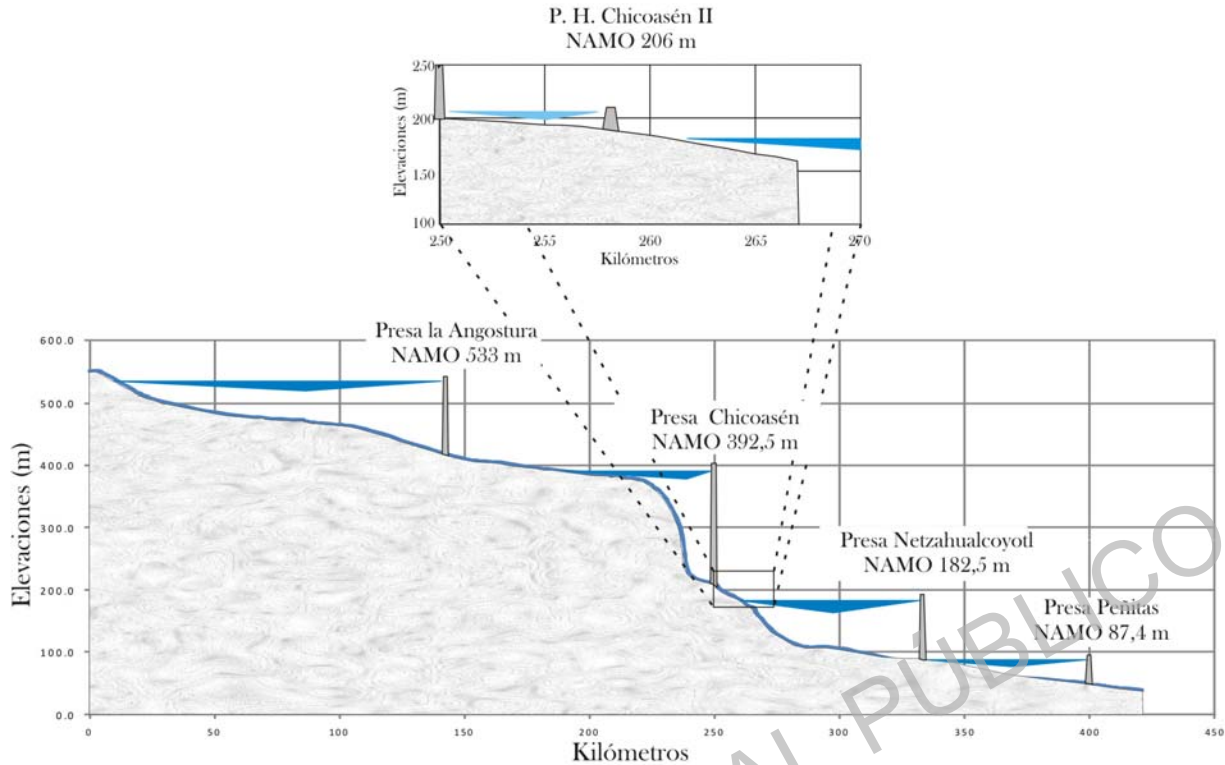 P. H. Chicoasén II
NAMO 206 m
250
200
150
100
Elevaciones (m)
250
255
260
265
270
Kilómetros
Presa la Angostura
NAMO 533 m
Presa Chicoasén
NAMO 392,5 m
Presa Netzahualcoyotl
NAMO 182,5 m
Presa Peñitas
NAMO 87,4 m
600.0
500.0
400.0
300.0
200.0
100.0
0.0
Elevaciones (m)
0
50
100
150
200
250
300
350
400
450
Kilómetros
AL PÚBLICO